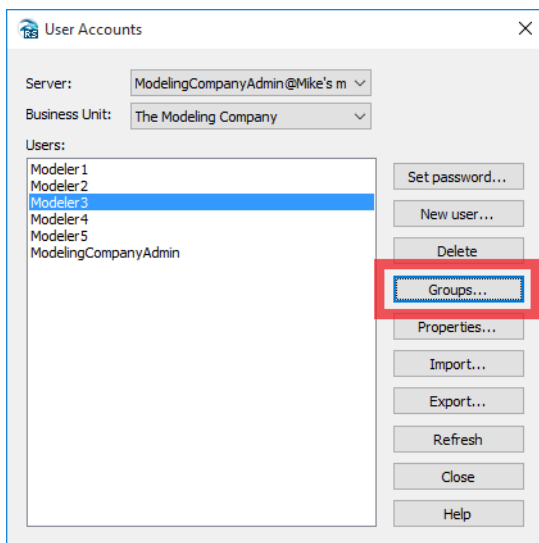 User Accounts
Server: ModelingCompanyAdmin@Mike's m
Business Unit: The Modeling Company
Users:
Modeler1
Modeler2
Modeler3
Modeler4
Modeler5
ModelingCompanyAdmin
Set password...
New user...
Delete
Groups...
Properties...
Import...
Export...
Refresh
Close
Help